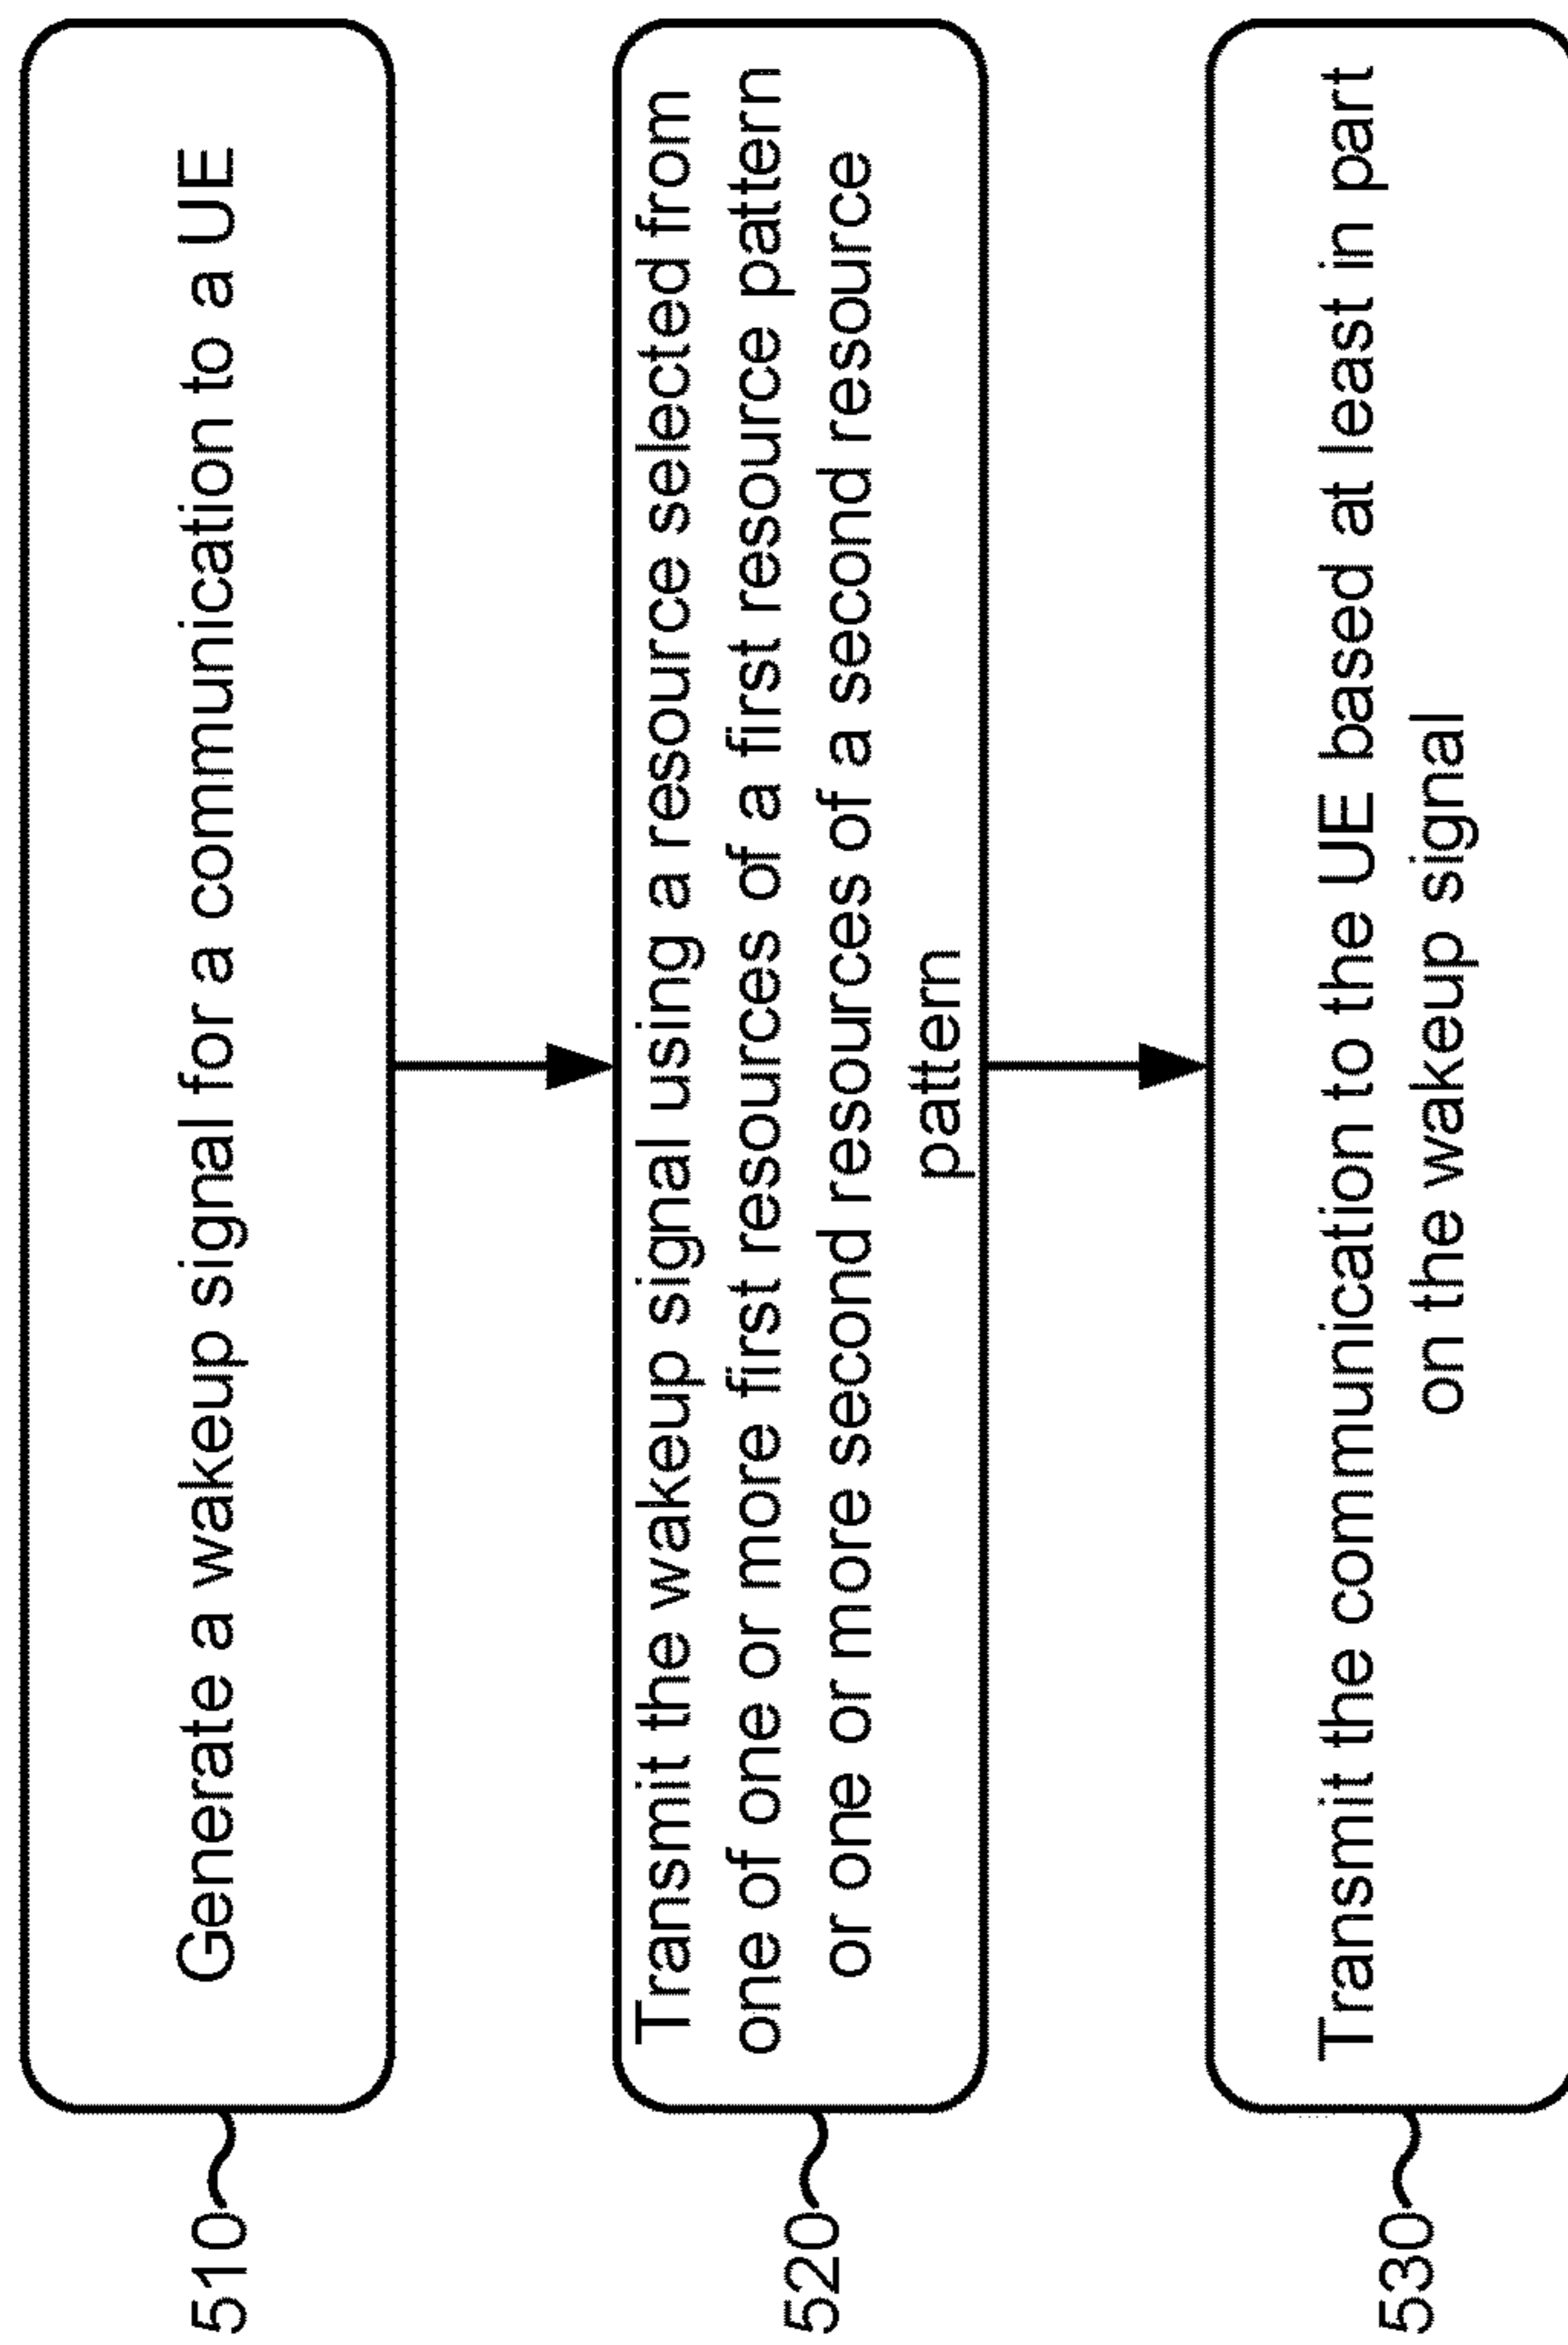 510
Generate a wakeup signal for a communication to a UE
520
Transmit the wakeup signal using a resource selected from
one of one or more first resources of a first resource pattern
or one or more second resources of a second resource
pattern
530
Transmit the communication to the UE based at least in part
on the wakeup signal